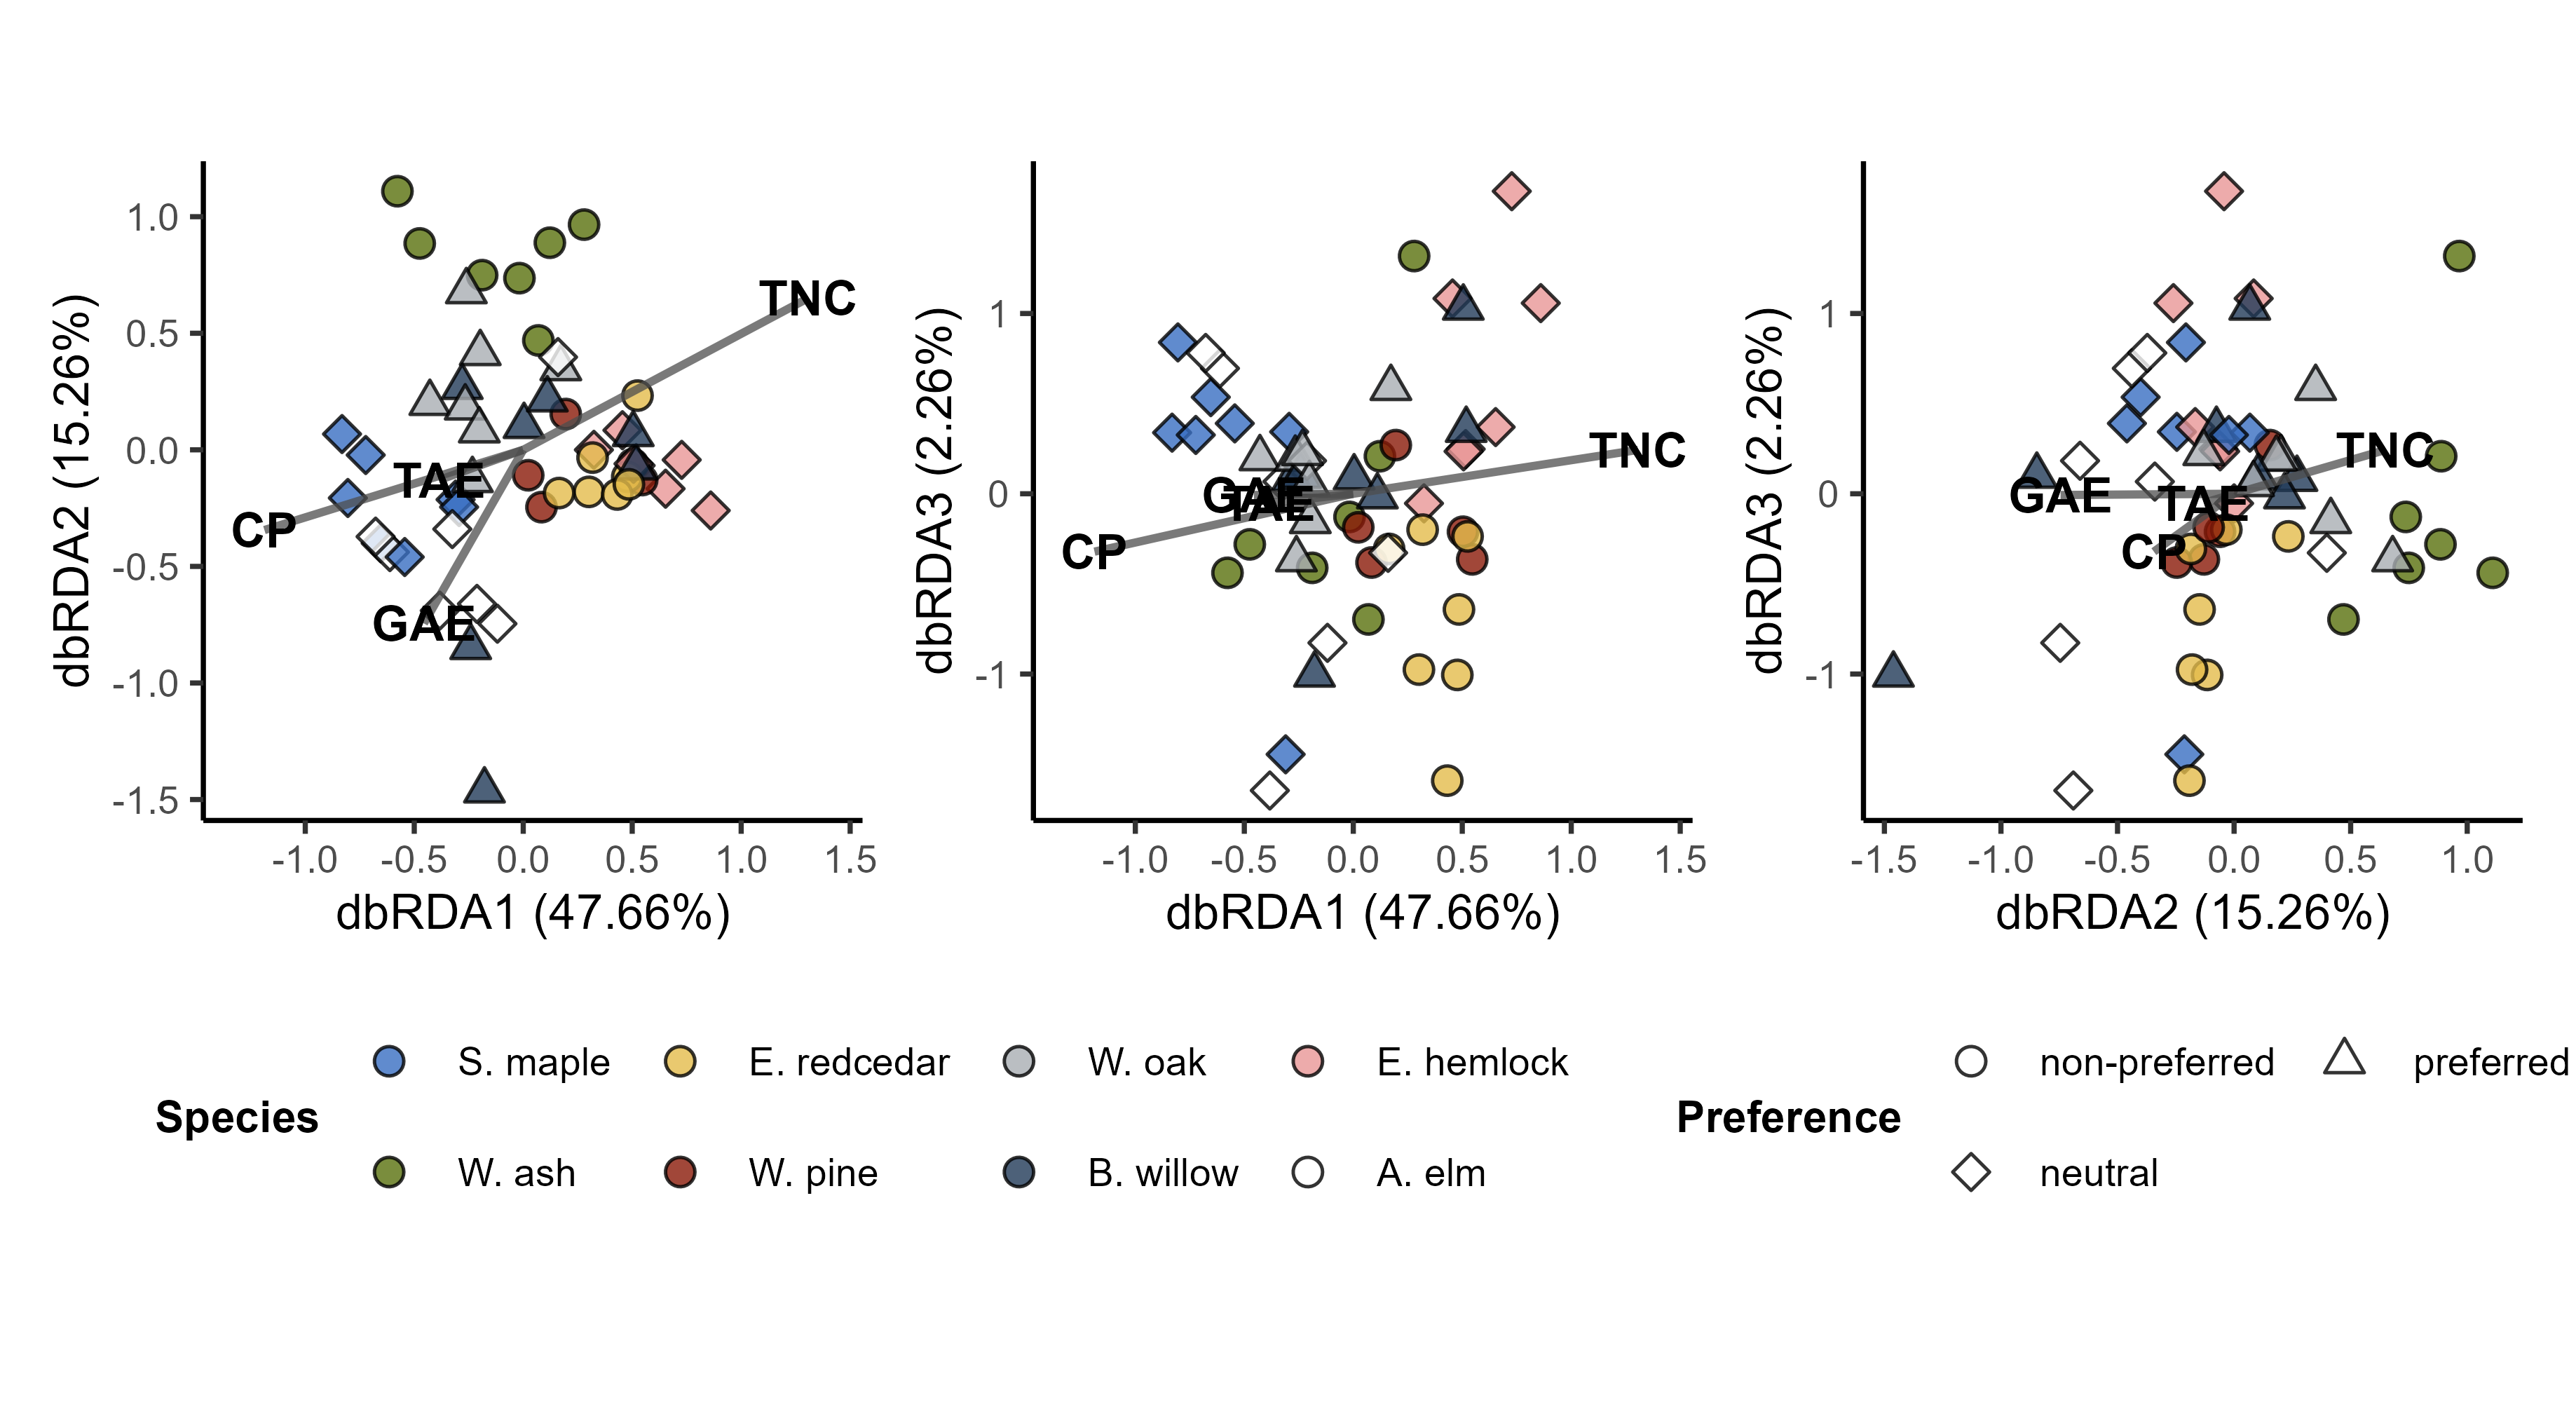 dbRDA2 (15.26%)
1.0
0.5
0.0
-0.5
-1.0
-1.5
TNC
TAE
CP
GAE
-1.0 -0.5 0.0 0.5 1.0 1.5
dbRDA1 (47.66%)
dbRDA3 (2.26%)
1
0
-1
TNC
GAE
TAE
CP
-1.0 -0.5 0.0 0.5 1.0 1.5
dbRDA1 (47.66%)
dbRDA3 (2.26%)
1
0
-1
TNC
GAE
TAE
CP
-1.5 -1.0 -0.5 0.0 0.5 1.0
dbRDA2 (15.26%)
Species
S. maple E. redcedar W. oak E. hemlock
W. ash W. pine B. willow A. elm
Preference
non-preferred preferred
neutral